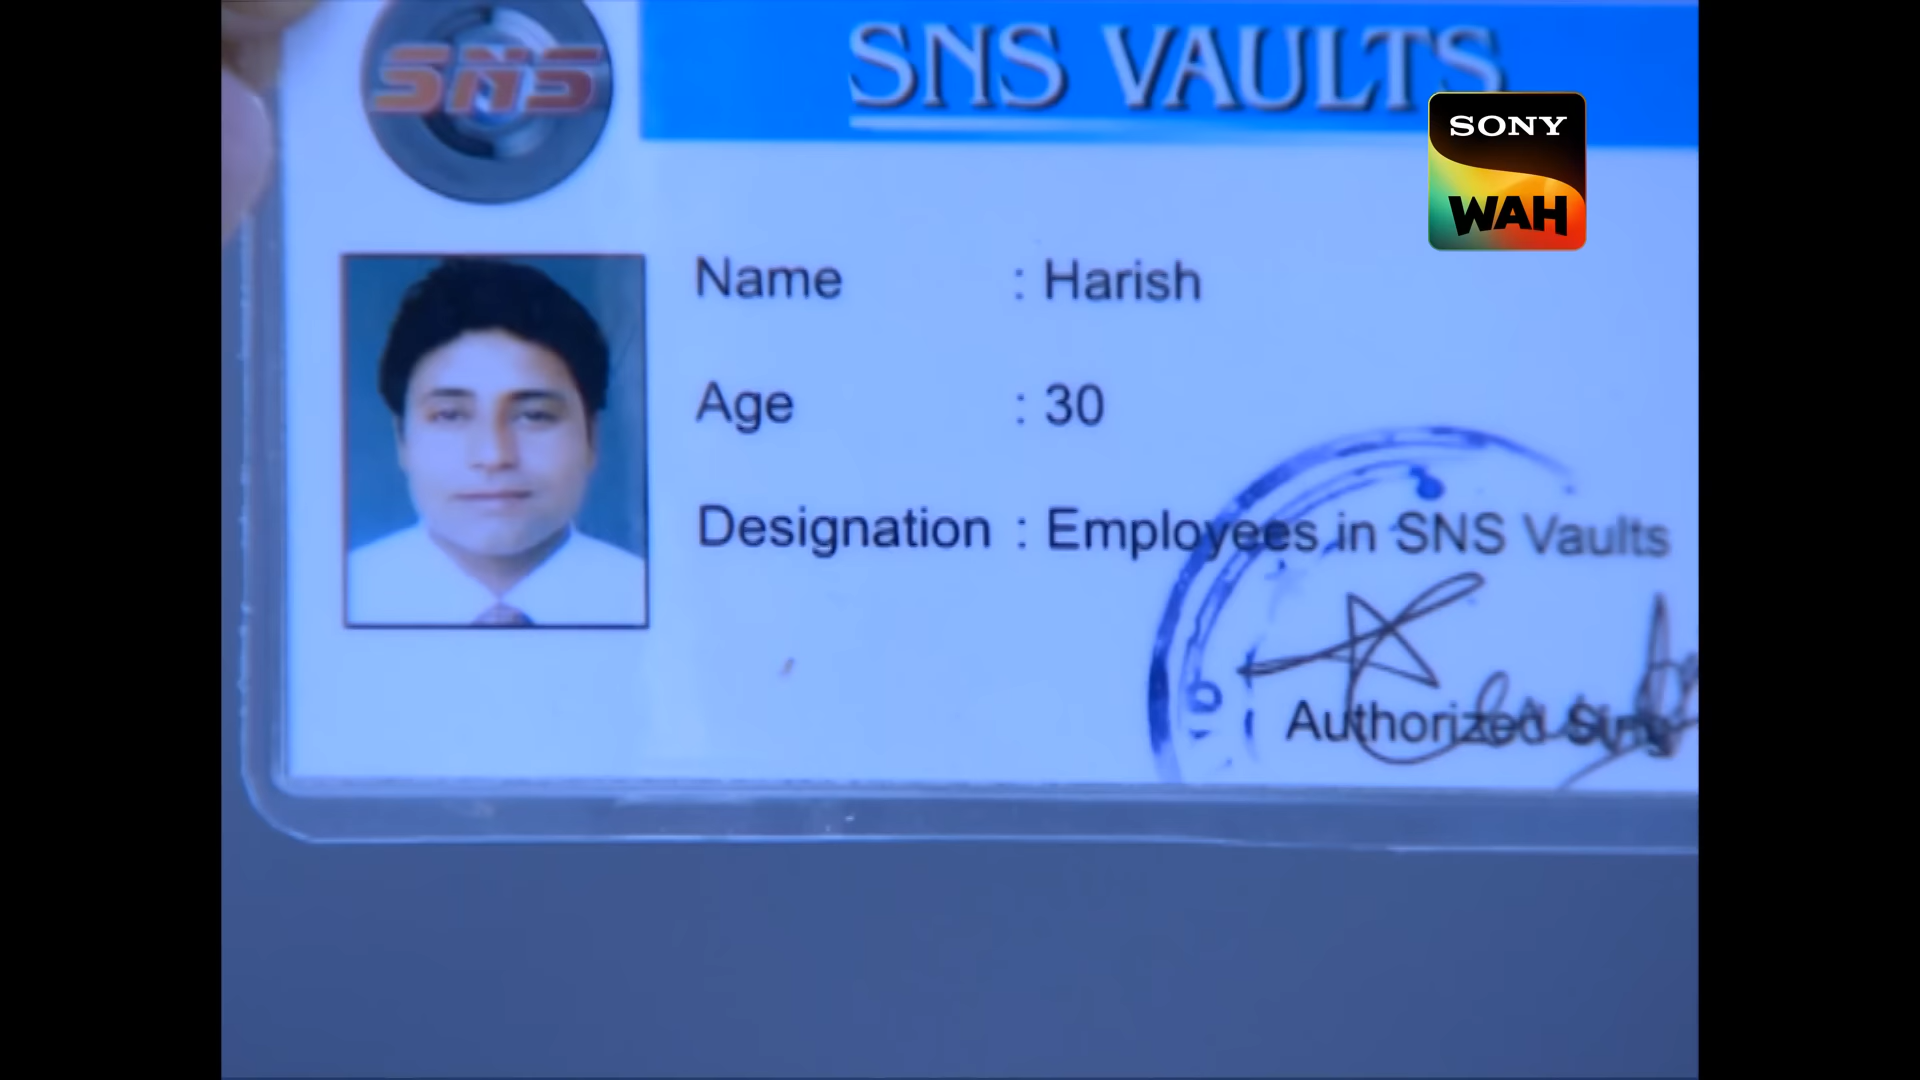 SNS
SNS VAULTS
SONY
WAH
Name : Harish
Age : 30
Designation : Employees in SNS Vaults
Authorized